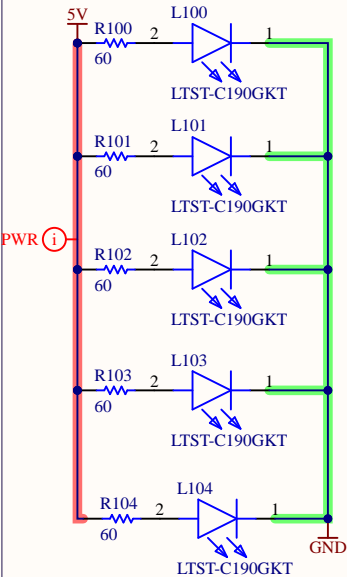 5V
L100
R100
2
1
60
LTST-C190GKT
L101
R101
2
1
60
LTST-C190GKT
PWR i
L102
R102
2
1
60
LTST-C190GKT
L103
R103
2
1
60
LTST-C190GKT
L104
R104
2
1
60
GND
LTST-C190GKT